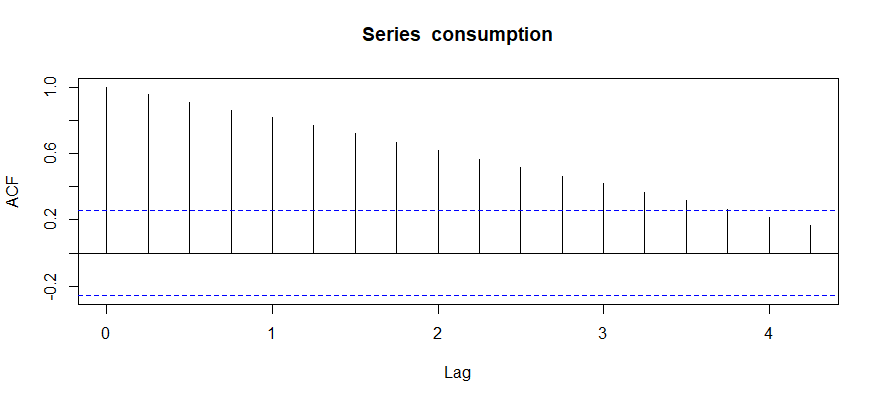 Series consumption
ACF
1.0
0.6
0.2
-0.2
0 1 2 3 4
Lag